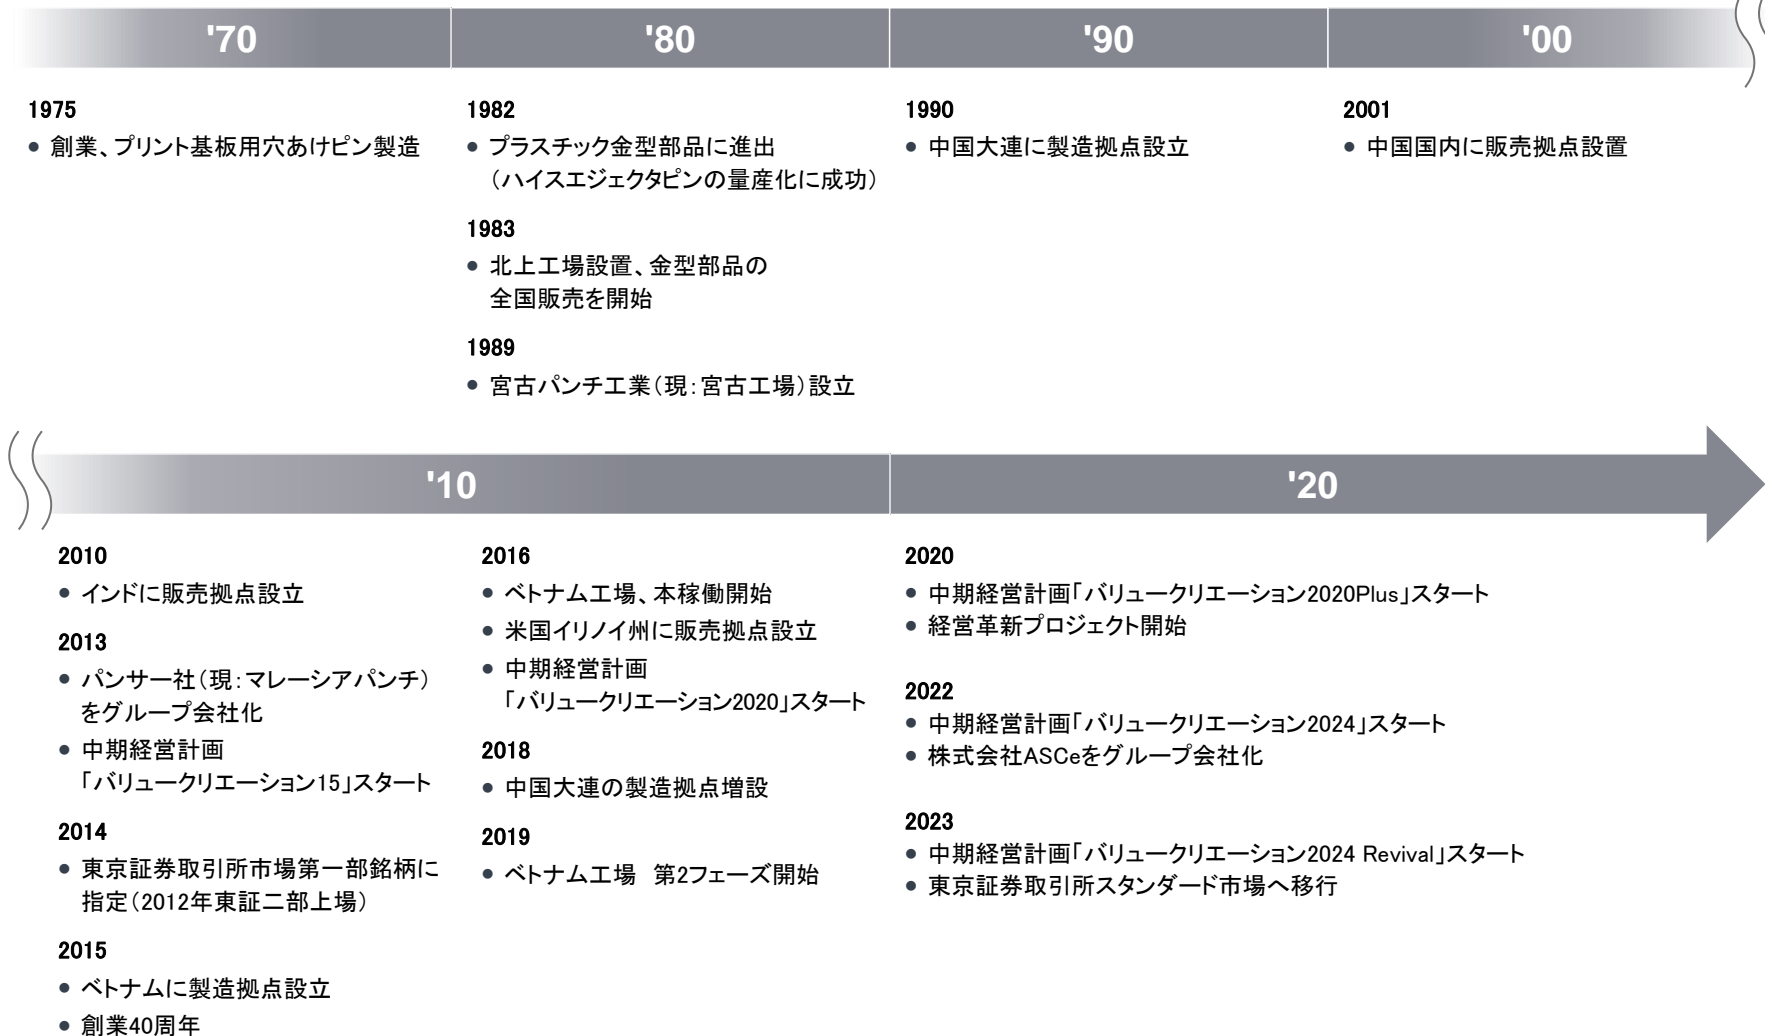 '70
'80
'90
'00
1975
• 創業、プリント基板用穴あけピン製造
1982
• プラスチック金型部品に進出
（ハイスエジェクタピンの量産化に成功）
1983
• 北上工場設置、金型部品の
全国販売を開始
1989
• 宮古パンチ工業（現：宮古工場）設立
1990
• 中国大連に製造拠点設立
2001
• 中国国内に販売拠点設置
'10
'20
2010
• インドに販売拠点設立
2013
• パンサー社（現：マレーシアパンチ）
をグループ会社化
• 中期経営計画
「バリュークリエーション15」スタート
2014
• 東京証券取引所市場第一部銘柄に
指定（2012年東証二部上場）
2015
• ベトナムに製造拠点設立
• 創業40周年
2016
• ベトナム工場、本稼働開始
• 米国イリノイ州に販売拠点設立
• 中期経営計画
「バリュークリエーション2020」スタート
2018
• 中国大連の製造拠点増設
2019
• ベトナム工場　第2フェーズ開始
2020
• 中期経営計画「バリュークリエーション2020Plus」スタート
• 経営革新プロジェクト開始
2022
• 中期経営計画「バリュークリエーション2024」スタート
• 株式会社ASCeをグループ会社化
2023
• 中期経営計画「バリュークリエーション2024 Revival」スタート
• 東京証券取引所スタンダード市場へ移行